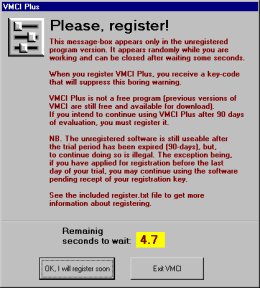 VMCI Plus
Please, register!
This message-box appears only in the unregistered
program version. It appears randomly while you are
working and can be closed after waiting some seconds.
When you register VMCI Plus, you receive a key-code
that will suppress this boring warning.
VMCI Plus is not a free program (previous versions of
VMCI are still free and available for download).
If you intend to continue using VMCI Plus after 90 days
of evaluation, you must register it.
NB. The unregistered software is still useable after
the trial period has been expired (90-days), but,
to continue doing so is illegal. The exception being,
if you have applied for registration before the last
day of your trial, you may continue using the software
pending receipt of your registration key.
See the included register.txt file to get more
information about registering.
Remainig
seconds to wait: 4.7
OK, I will register soon
Exit VMCI